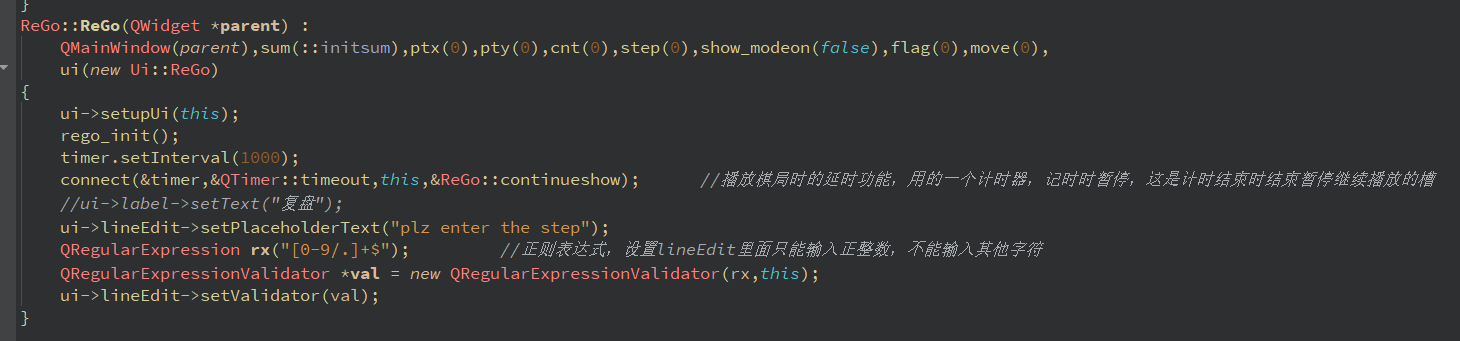 }
ReGo::ReGo(QWidget *parent) :
    QMainWindow(parent),sum(::initsum),ptx(0),pty(0),cnt(0),step(0),show_modeon(false),flag(0),move(0),
    ui(new Ui::ReGo)
{
    ui->setupUi(this);
    rego_init();
    timer.setInterval(1000);
    connect(&timer,&QTimer::timeout,this,&ReGo::continueshow);      //播放棋局时的延时功能，用的一个计时器，记时时暂停，这是计时结束时结束暂停继续播放的槽
    //ui->label->setText("复盘");
    ui->lineEdit->setPlaceholderText("plz enter the step");
    QRegularExpression rx("[0-9/.]+$");         //正则表达式，设置lineEdit里面只能输入正整数，不能输入其他字符
    QRegularExpressionValidator *val = new QRegularExpressionValidator(rx,this);
    ui->lineEdit->setValidator(val);
}